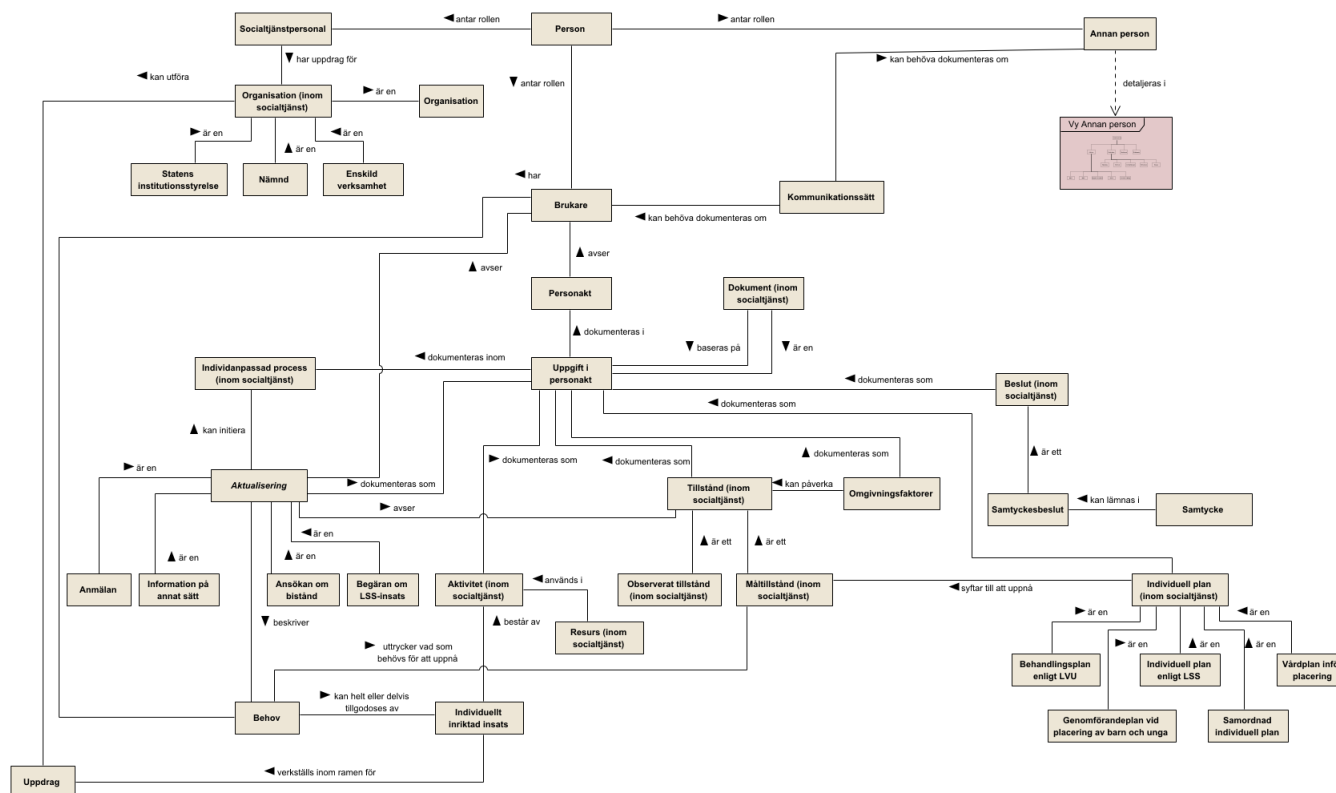 Socialtjänstpersonal
antar rollen
Person
antar rollen
Annan person
har uppdrag för
kan utföra
antar rollen
kan behöva dokumenteras om
detaljeras i
Organisation (inom
socialtjänst)
är en
Organisation
Vy Annan person
är en
är en
är en
Statens
institutionsstyrelse
Nämnd
Enskild
verksamhet
har
Brukare
Kommunikationssätt
kan behöva dokumenteras om
avser
avser
Personakt
Dokument (inom
socialtjänst)
dokumenteras i
baseras på
är en
dokumenteras inom
Individanpassad process
(inom socialtjänst)
Uppgift i
personakt
dokumenteras som
Beslut (inom
socialtjänst)
dokumenteras som
kan initiera
är en
dokumenteras som
dokumenteras som
dokumenteras som
är ett
Aktualisering
dokumenteras som
Tillstånd (inom
socialtjänst)
kan påverka
Omgivningsfaktorer
avser
Samtyckesbeslut
kan lämnas i
Samtycke
är en
är en
är en
är ett
är ett
Anmälan
Information på
annat sätt
Ansökan om
bistånd
Begäran om
LSS-insats
Aktivitet (inom
socialtjänst)
används i
Observerat tillstånd
(inom socialtjänst)
Måltillstånd (inom
socialtjänst)
syftar till att uppnå
Individuell plan
(inom socialtjänst)
beskriver
består av
Resurs (inom
socialtjänst)
är en
är en
är en
är en
är en
uttrycker vad som
behövs för att uppnå
Behandlingsplan
enligt LVU
Individuell plan
enligt LSS
Vårdplan infö
placering
kan helt eller delvis
tillgodoses av
Behov
Individuellt
inriktad insats
Genomförandeplan vid
placering av barn och unga
Samordnad
individuell plan
verkställs inom ramen för
Uppdrag